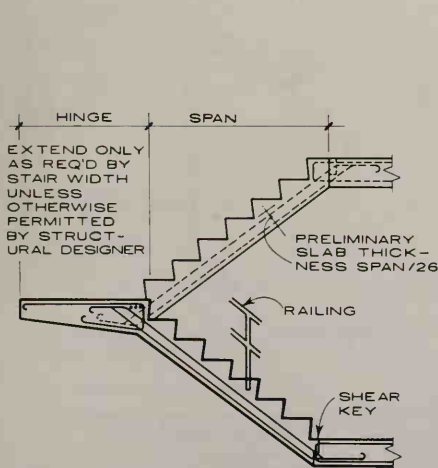 HINGE
SPAN
EXTEND ONLY
AS REQ'D BY
STAIR WIDTH
UNLESS
OTHERWISE
PERMITTED
BY STRUCT-
URAL DESIGNER
PRELIMINARY
SLAB THICK-
NESS SPAN/26
RAILING
SHEAR
KEY